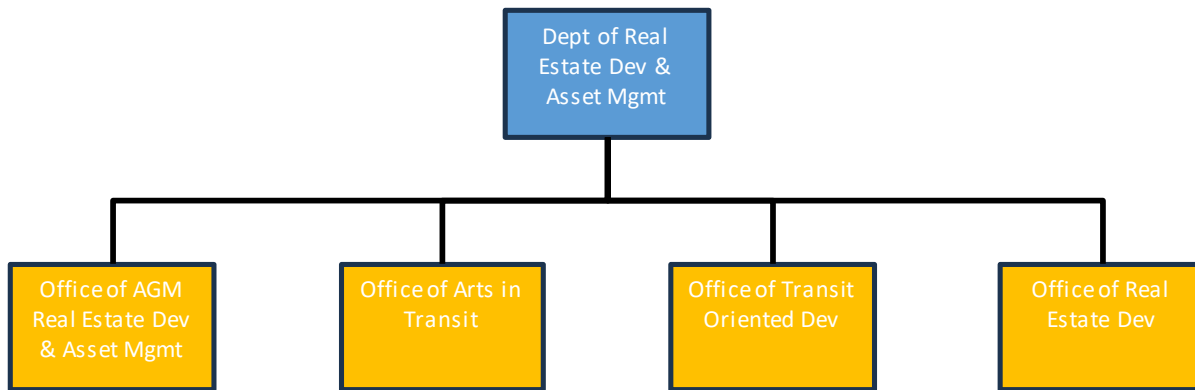 Dept of Real
Estate Dev &
Asset Mgmt
Office of AGM
Real Estate Dev
& Asset Mgmt
Office of Arts in
Transit
Office of Transit
Oriented Dev
Office of Real
Estate Dev